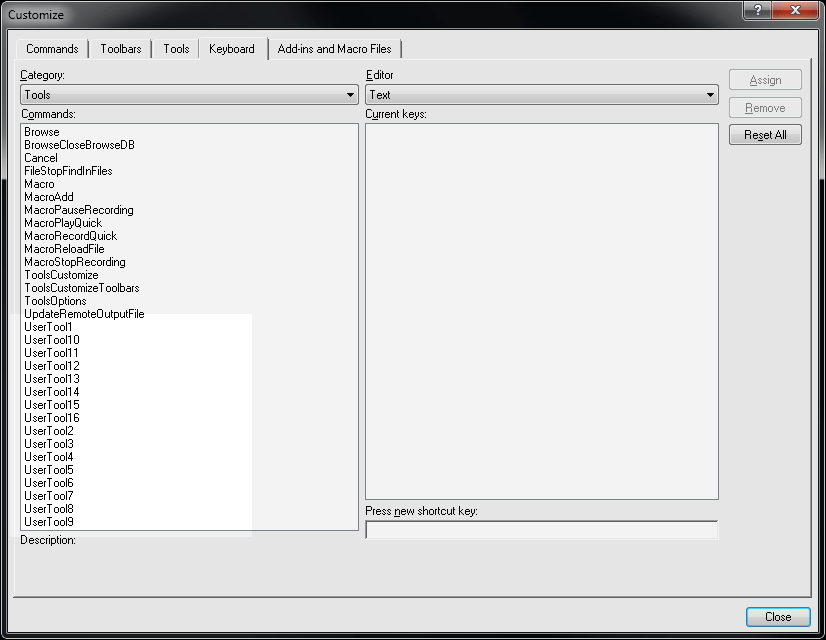 Customize
? X
Commands Toolbars Tools Keyboard Add-ins and Macro Files
Category:
Tools
Commands:
Browse
BrowseCloseBrowseDB
Cancel
FileStopFindInFiles
Macro
MacroAdd
MacroPauseRecording
MacroPlayQuick
MacroRecordQuick
MacroReloadFile
MacroStopRecording
ToolsCustomize
ToolsCustomizeToolbars
ToolsOptions
UpdateRemoteOutputFile
UserTool1
UserTool10
UserTool11
UserTool12
UserTool13
UserTool14
UserTool15
UserTool16
UserTool2
UserTool3
UserTool4
UserTool5
UserTool6
UserTool7
UserTool8
UserTool9
Description:
Editor
Text
Current keys:
Press new shortcut key:
Assign
Remove
Reset All
Close